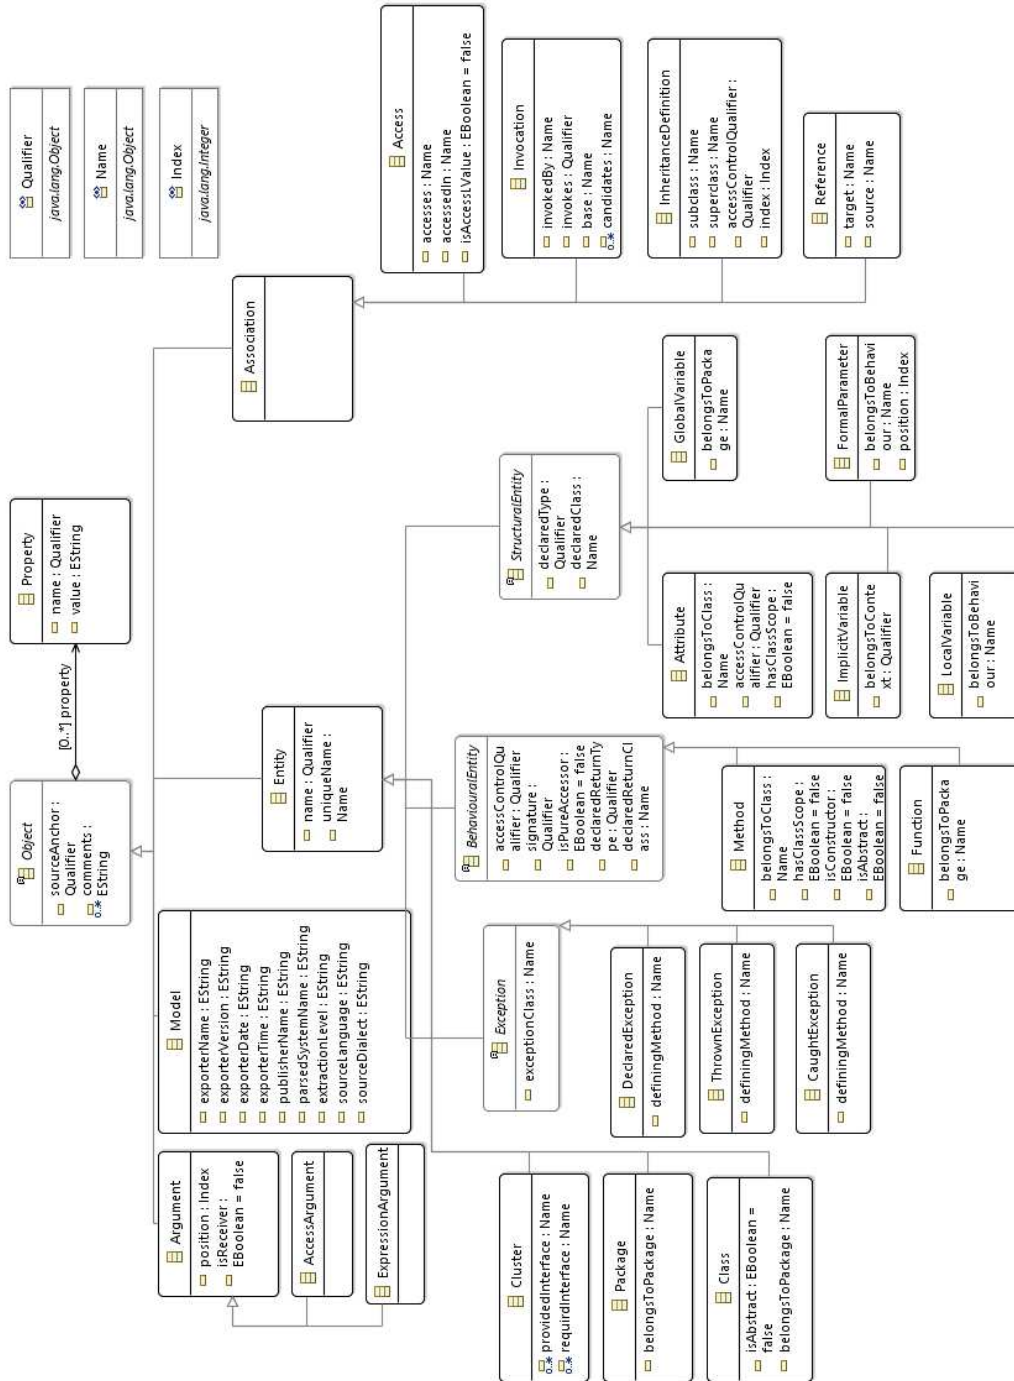 Object
sourceAnchor :
Qualifier
comments :
EString
0..*
[0..*] property
Property
name : Qualifier
value : EString
Qualifier
java.lang.Object
Name
java.lang.Object
Index
java.lang.Integer
Argument
position : Index
isReceiver :
EBoolean = false
AccessArgument
ExpressionArgument
Model
exporterName : EString
exporterVersion : EString
exporterDate : EString
exporterTime : EString
publisherName : EString
parsedSystemName : EString
extractionLevel : EString
sourceLanguage : EString
sourceDialect : EString
Entity
name : Qualifier
uniqueName :
Name
Association
Access
accesses : Name
accessedIn : Name
isAccessLValue : EBoolean = false
Invocation
invokedBy : Name
invokes : Qualifier
base : Name
0..*
candidates : Name
InheritanceDefinition
subclass : Name
superclass : Name
accessControlQualifier :
Qualifier
index : Index
Reference
target : Name
source : Name
Cluster
0..*
providedInterface : Name
0..*
requirdInterface : Name
Package
belongsToPackage : Name
Class
isAbstract : EBoolean =
false
belongsToPackage : Name
Exception
exceptionClass : Name
DeclaredException
definingMethod : Name
ThrownException
definingMethod : Name
CaughtException
definingMethod : Name
BehaviouralEntity
accessControlQu
alifier : Qualifier
signature :
Qualifier
isPureAccessor :
EBoolean = false
declaredReturnTy
pe : Qualifier
declaredReturnCl
ass : Name
Method
belongsToClass :
Name
hasClassScope :
EBoolean = false
isConstructor :
EBoolean = false
isAbstract :
EBoolean = false
Function
belongsToPacka
ge : Name
StructuralEntity
declaredType :
Qualifier
declaredClass :
Name
Attribute
belongsToClass :
Name
accessControlQu
alifier : Qualifier
hasClassScope :
EBoolean = false
GlobalVariable
belongsToPacka
ge : Name
ImplicitVariable
belongsToConte
xt : Qualifier
FormalParameter
belongsToBehavi
our : Name
position : Index
LocalVariable
belongsToBehavi
our : Name